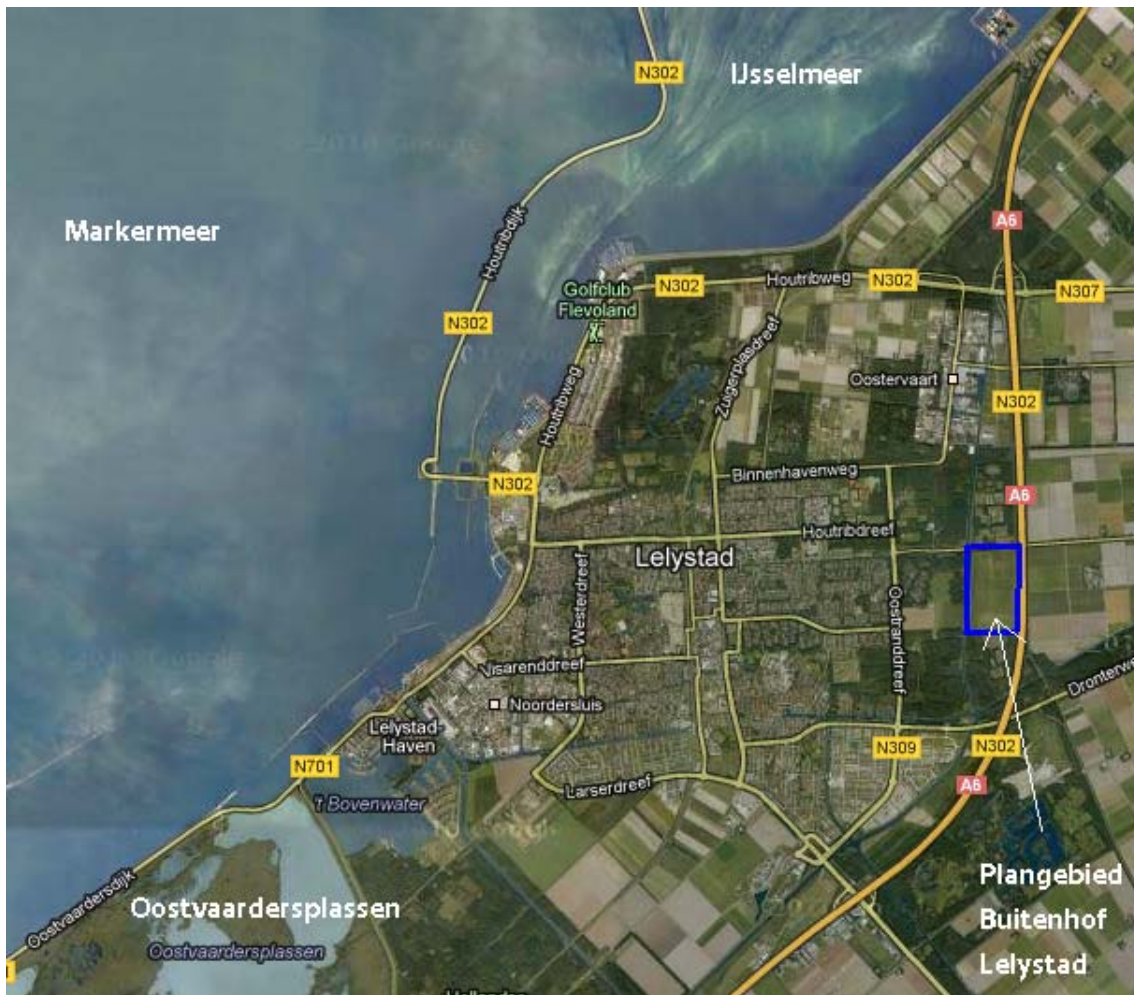 N302
IJsselmeer
Markermeer
A6
Houtribdijk
Golfclub
Flevoland
N302
Houtribweg
N302
N307
N302
Zuigerplasdreef
Oostervaart
Houtribweg
N302
Binnenhavenweg
N302
A6
Houtribdreef
Lelystad
Westerdreef
Oostranddreef
Visarenddreef
Noordersluis
Dronterwe
Lelystad-
Haven
N309
N302
N701
A6
Larserdreef
't Bovenwater
Plangebied
Buitenhof
Lelystad
Oostvaardersdijk
Oostvaardersplassen
Oostvaardersplassen